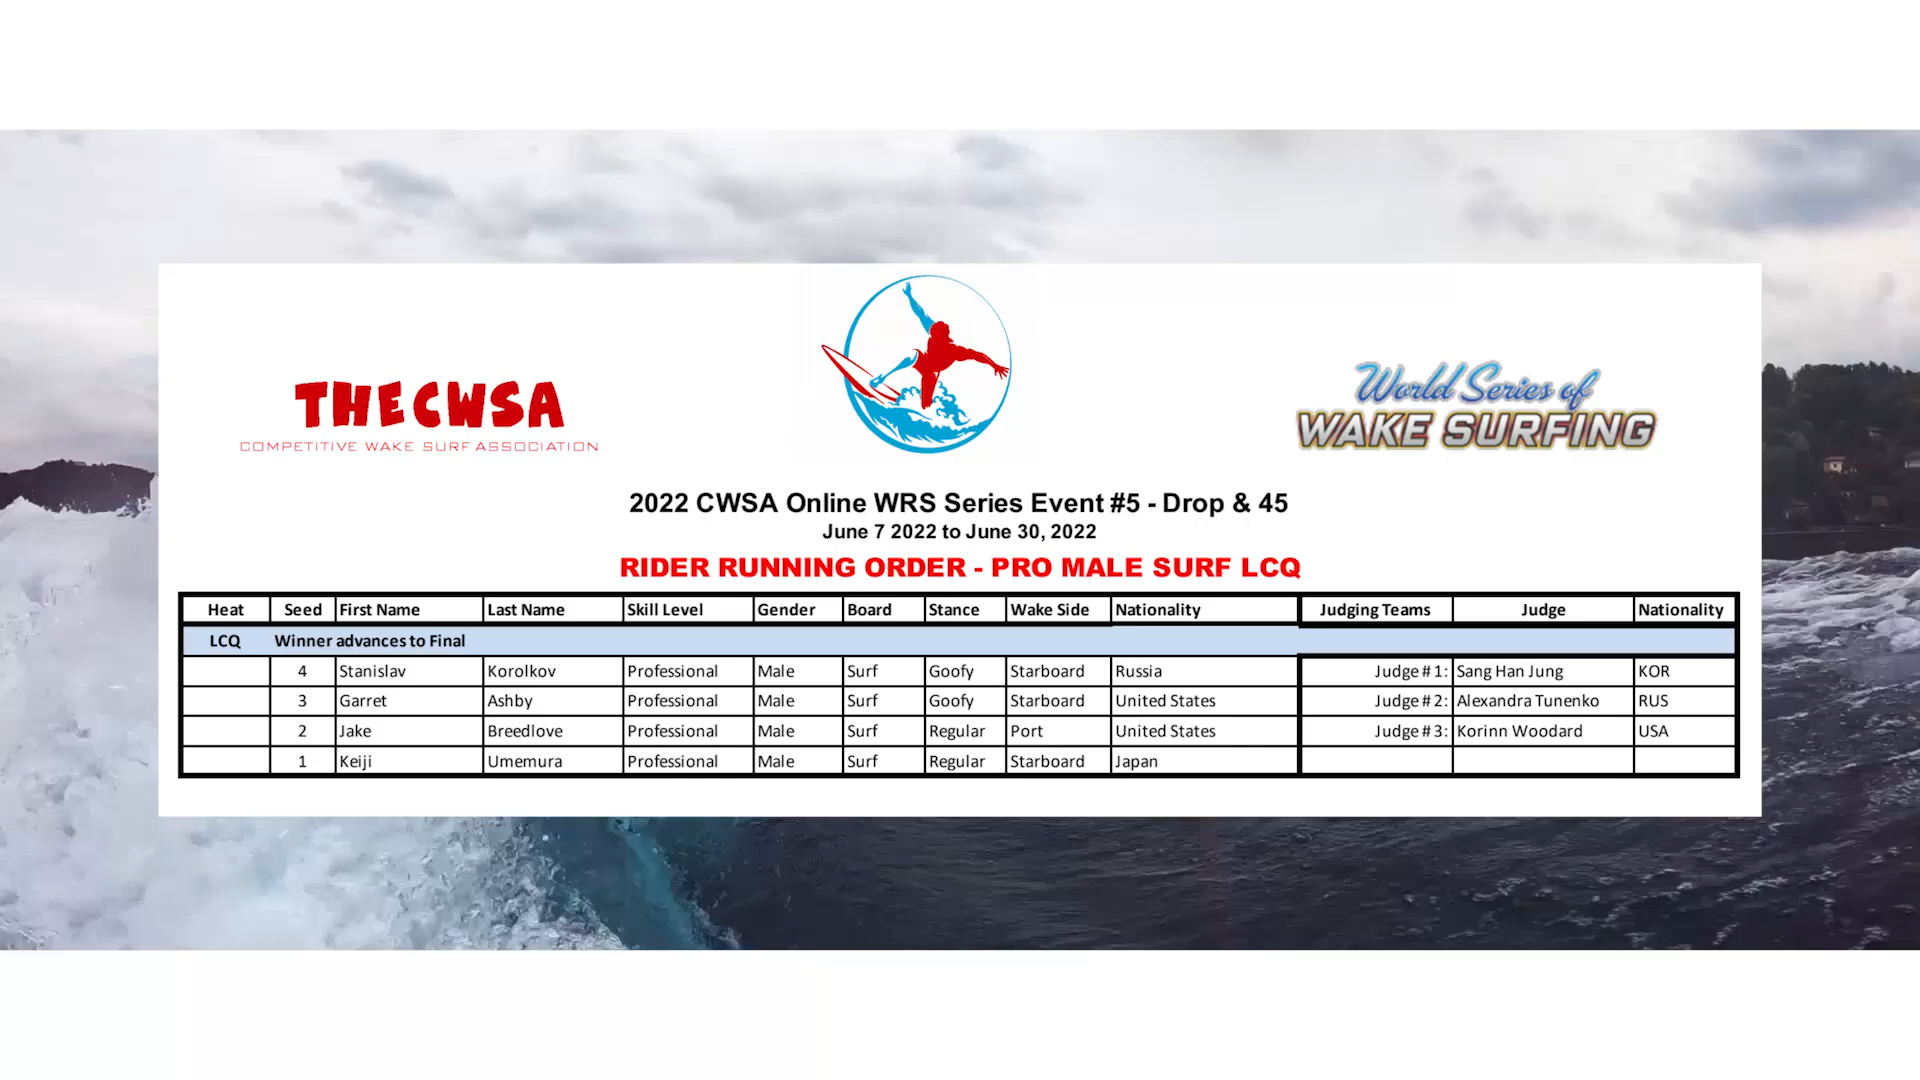 THECWSA
COMPETITIVE WAKE SURF ASSOCIATION
World Series of
WAKE SURFING
2022 CWSA Online WRS Series Event #5 - Drop & 45
June 7 2022 to June 30, 2022
RIDER RUNNING ORDER - PRO MALE SURF LCQ
Heat Seed First Name Last Name Skill Level Gender Board Stance Wake Side Nationality Judging Teams Judge Nationality
LCQ Winner advances to Final
4 Stanislav Korolkov Professional Male Surf Goofy Starboard Russia Judge # 1: Sang Han Jung KOR
3 Garret Ashby Professional Male Surf Goofy Starboard United States Judge # 2: Alexandra Tunenko RUS
2 Jake Breedlove Professional Male Surf Regular Port United States Judge # 3: Korinn Woodard USA
1 Keiji Umemura Professional Male Surf Regular Starboard Japan